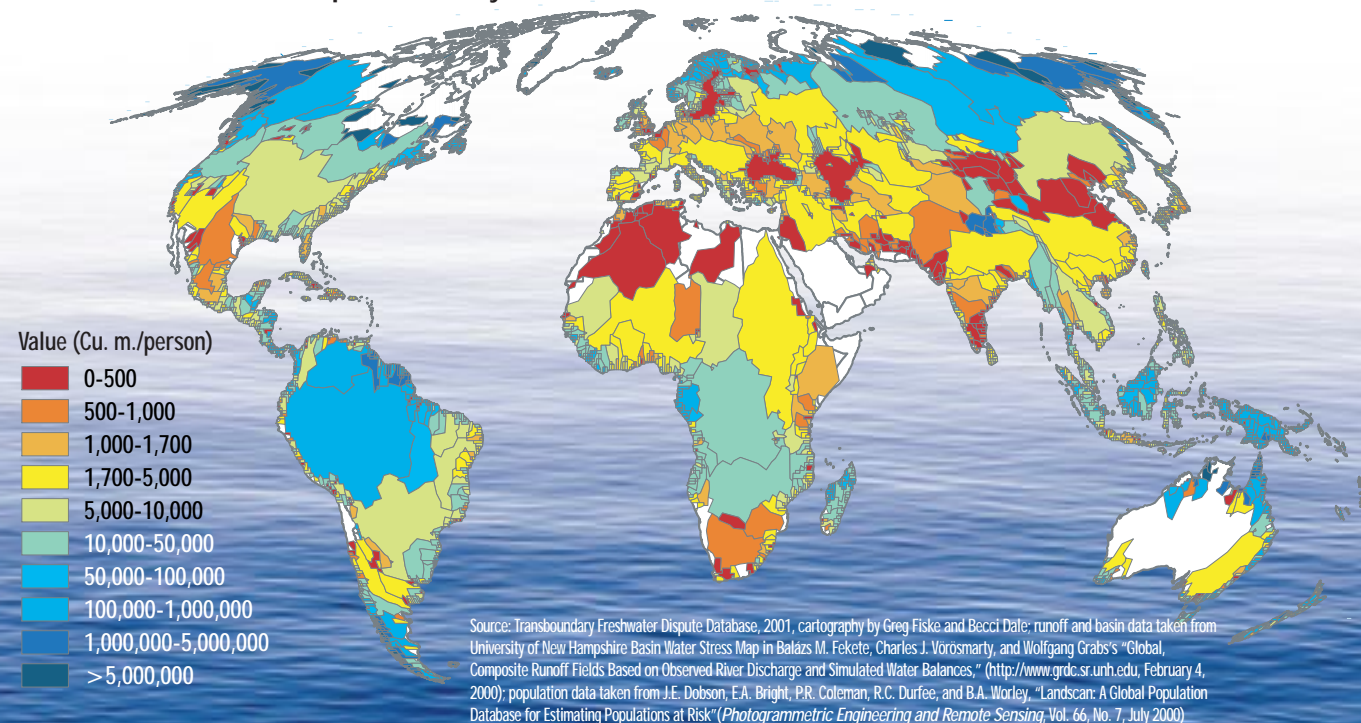 Value (Cu. m./person)
0-500
500-1,000
1,000-1,700
1,700-5,000
5,000-10,000
10,000-50,000
50,000-100,000
100,000-1,000,000
1,000,000-5,000,000
>5,000,000
Source: Transboundary Freshwater Dispute Database, 2001, cartography by Greg Fiske and Becci Dale; runoff and basin data taken from
University of New Hampshire Basin Water Stress Map in Balázs M. Fekete, Charles J. Vörösmarty, and Wolfgang Grabs's "Global,
Composite Runoff Fields Based on Observed River Discharge and Simulated Water Balances," (http://www.grdc.sr.unh.edu, February 4,
2000); population data taken from J.E. Dobson, E.A. Bright, P.R. Coleman, R.C. Durfee, and B.A. Worley, "Landscan: A Global Population
Database for Estimating Populations at Risk"(Photogrammetric Engineering and Remote Sensing, Vol. 66, No. 7, July 2000)